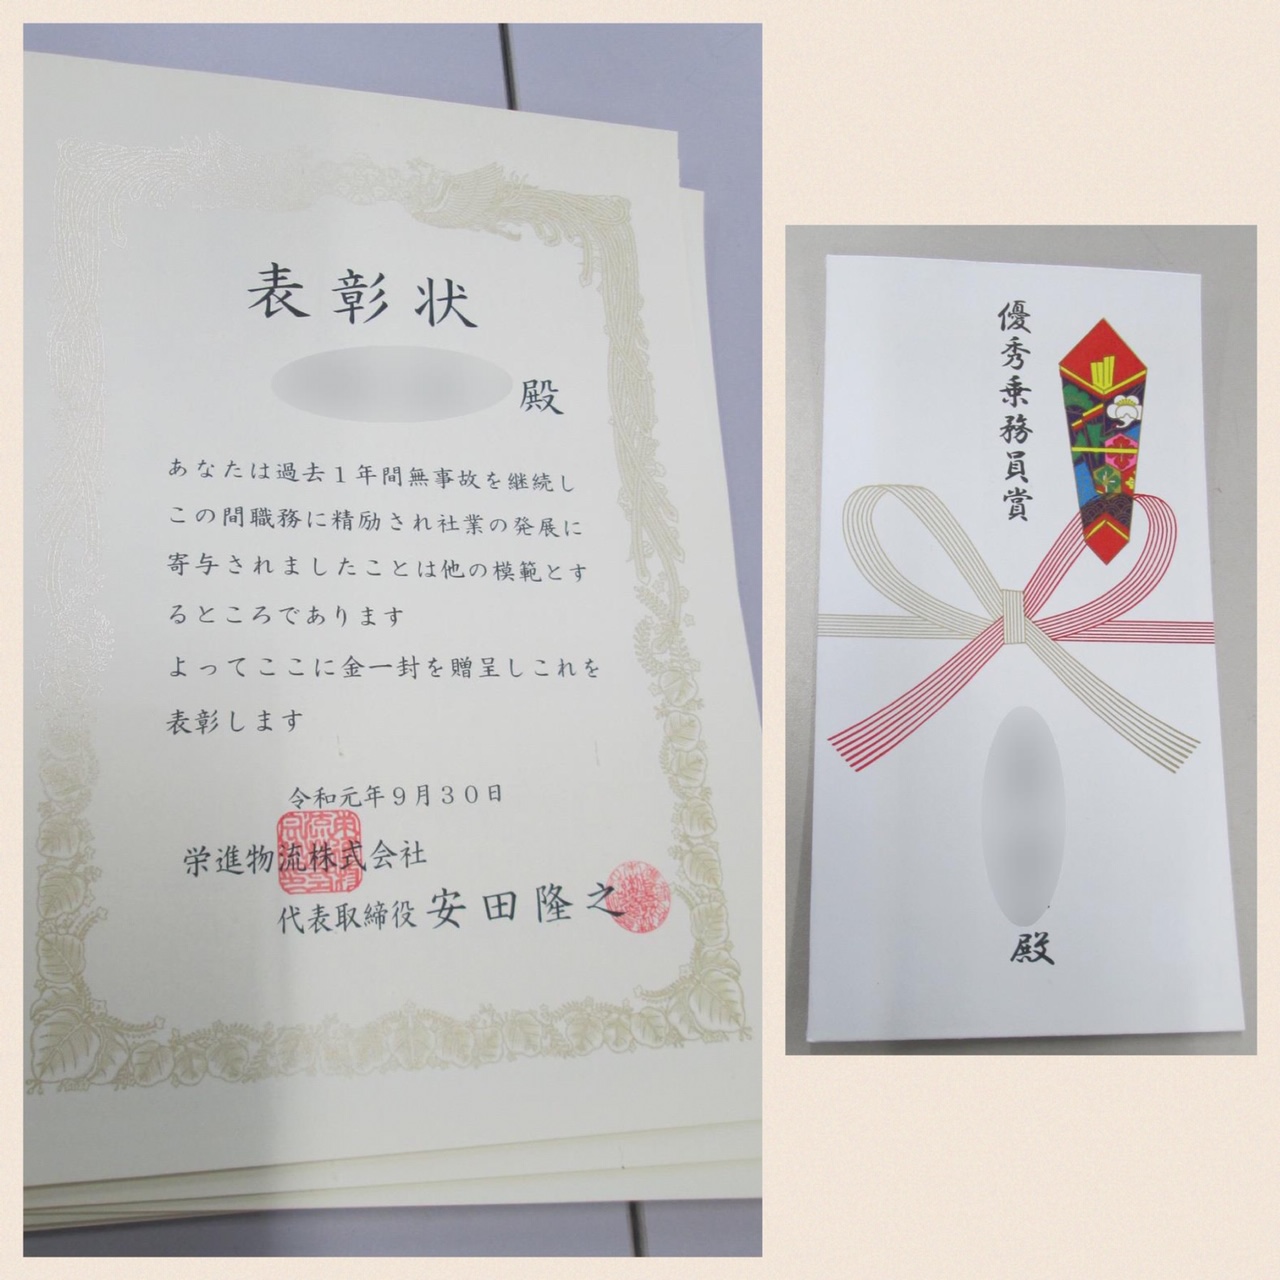 表彰状
殿
あなたは過去１年間無事故を継続し
この間職務に精励され社業の発展に
寄与されましたことは他の模範とす
るところであります
よってここに金一封を贈呈しこれを
表彰します
令和元年９月３０日
栄進物流株式会社
代表取締役 安田隆之
優秀乗務員賞
殿